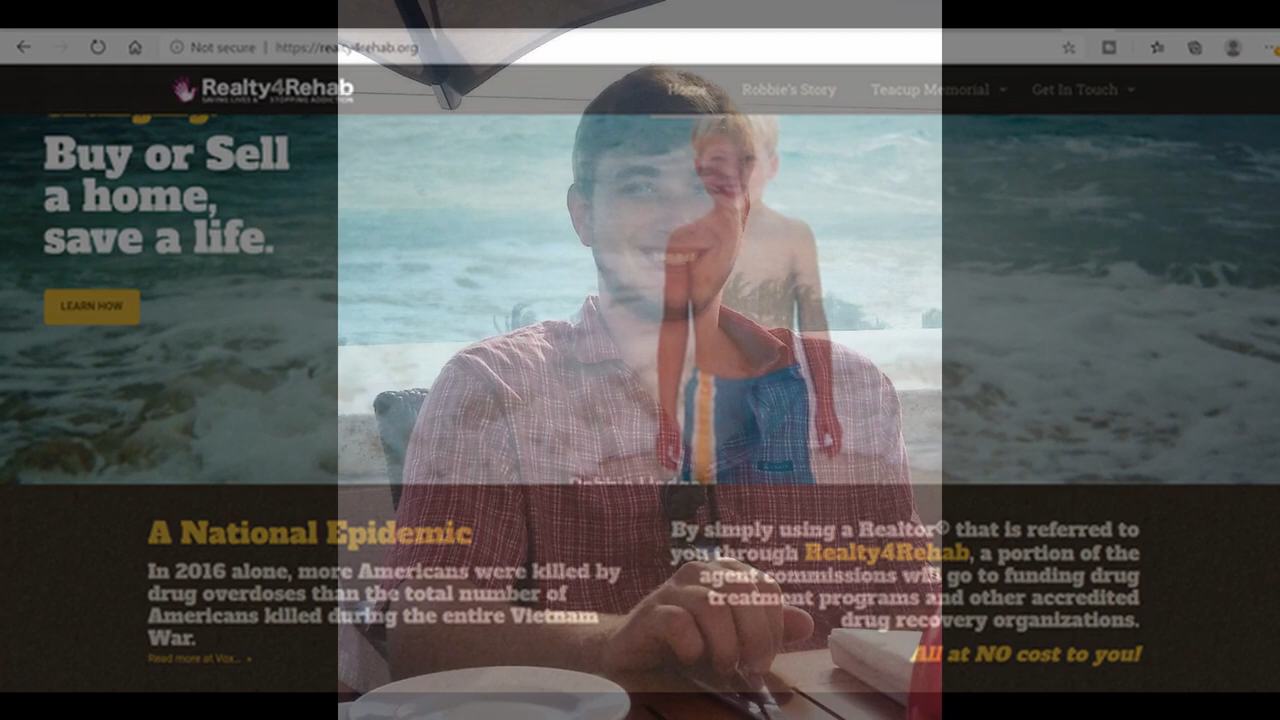 Not secure | https://realty4rehab.org
Realty4Rehab
SAVING LIVES & STOPPING ADDICTION
Home Robbie's Story Teacup Memorial Get In Touch
Buy or Sell
a home,
save a life.
LEARN HOW
A National Epidemic
In 2016 alone, more Americans were killed by
drug overdoses than the total number of
Americans killed during the entire Vietnam
War.
Read more at Vox...
By simply using a Realtor® that is referred to
you through Realty4Rehab, a portion of the
agent commissions will go to funding drug
treatment programs and other accredited
drug recovery organizations.
All at NO cost to you!